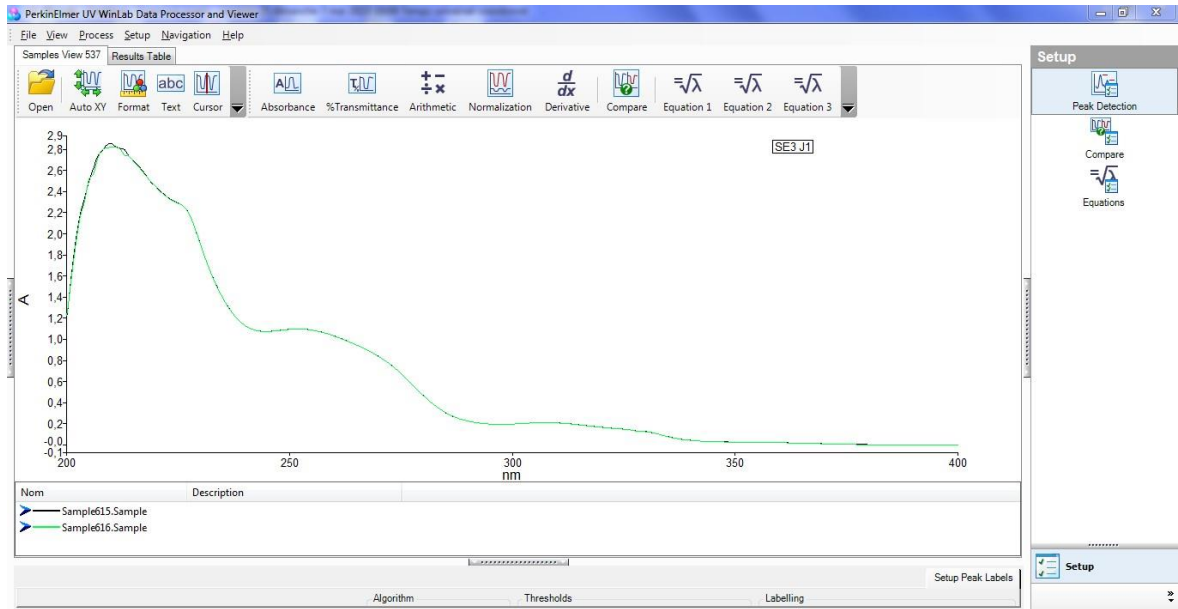 PerkinElmer UV WinLab Data Processor and Viewer
File View Process Setup Navigation Help
Samples View 537 Results Table
Open Auto XY Format Text Cursor Absorbance %Transmittance Arithmetic Normalization Derivative Compare Equation 1 Equation 2 Equation 3
SE3 J1
A
2,9
2,8
2,6
2,4
2,2
2,0
1,8
1,6
1,4
1,2
1,0
0,8
0,6
0,4
0,2
-0,0
-0,1
200 250 300 350 400
nm
Nom Description
Sample615.Sample
Sample616.Sample
Setup Peak Labels
Algorithm Thresholds Labelling
Setup
Peak Detection
Compare
Equations
Setup